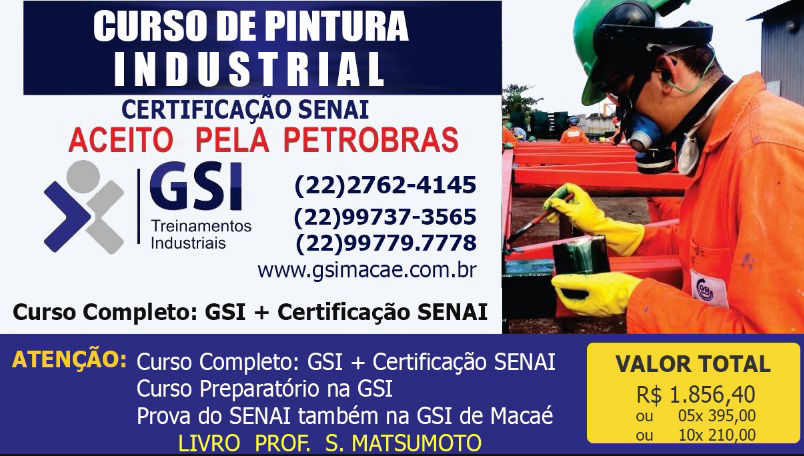 CURSO DE PINTURA
INDUSTRIAL
CERTIFICAÇÃO SENAI
ACEITO PELA PETROBRAS
GSI
Treinamentos
Industriais
(22)2762-4145
(22)99737-3565
(22)99779.7778
www.gsimacae.com.br
Curso Completo: GSI + Certificação SENAI
GSI
ATENÇÃO: Curso Completo: GSI + Certificação SENAI
Curso Preparatório na GSI
Prova do SENAI também na GSI de Macaé
LIVRO PROF. S. MATSUMOTO
VALOR TOTAL
R$ 1.856,40
ou 05x 395,00
ou 10x 210,00